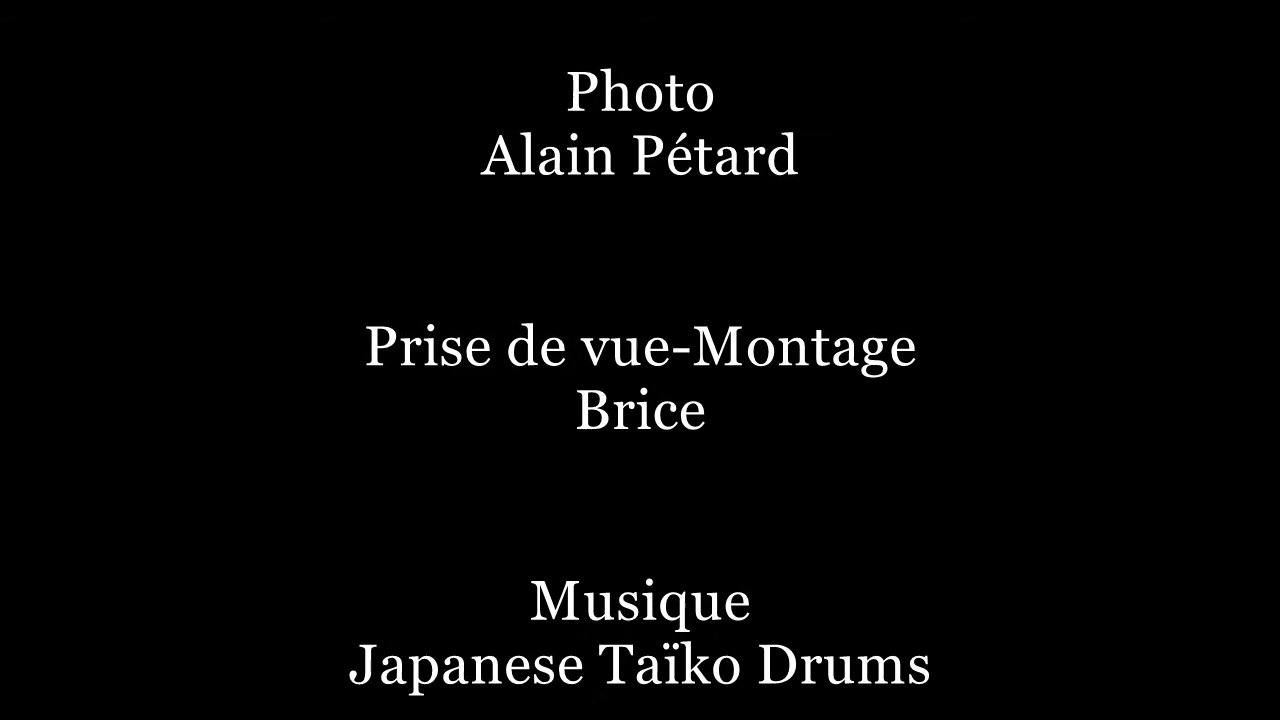 Photo
Alain Pétard
Prise de vue-Montage
Brice
Musique
Japanese Taïko Drums